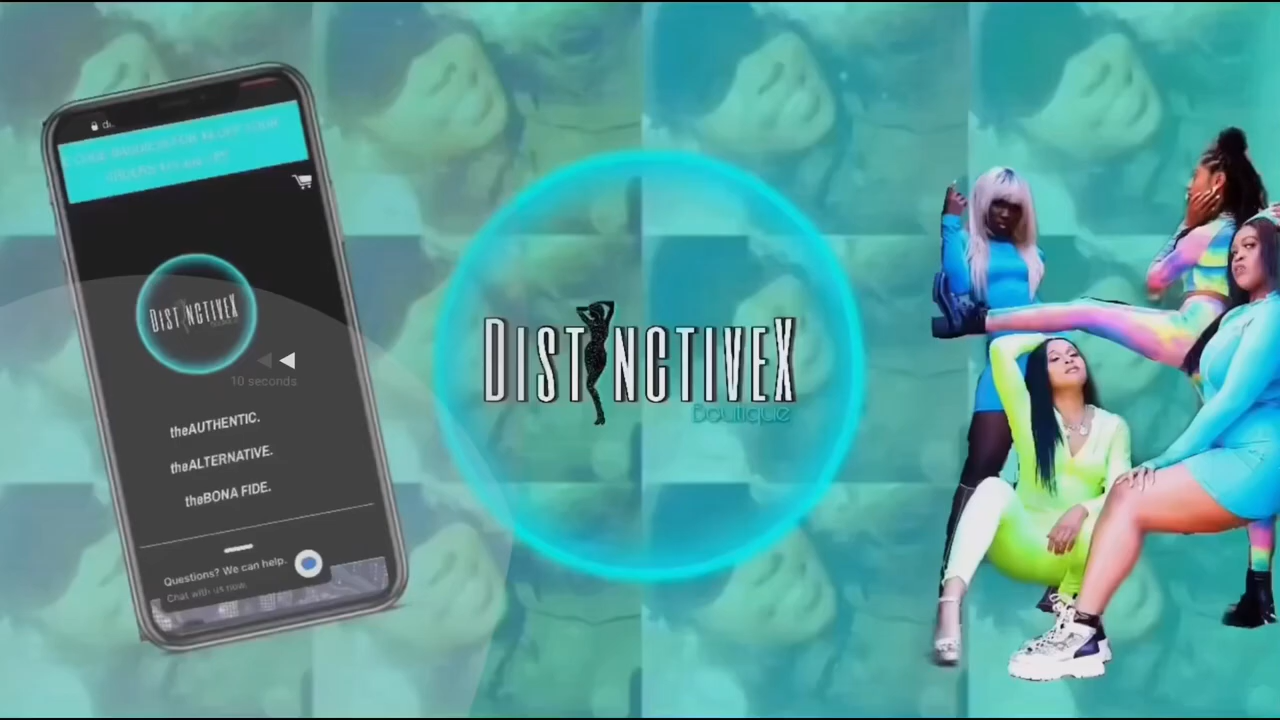 DISTINCTIVEX
Boutique
DISTINCTIVEX
10 seconds
theAUTHENTIC.
theALTERNATIVE.
theBONA FIDE.
Questions? We can help.
Chat with us now.